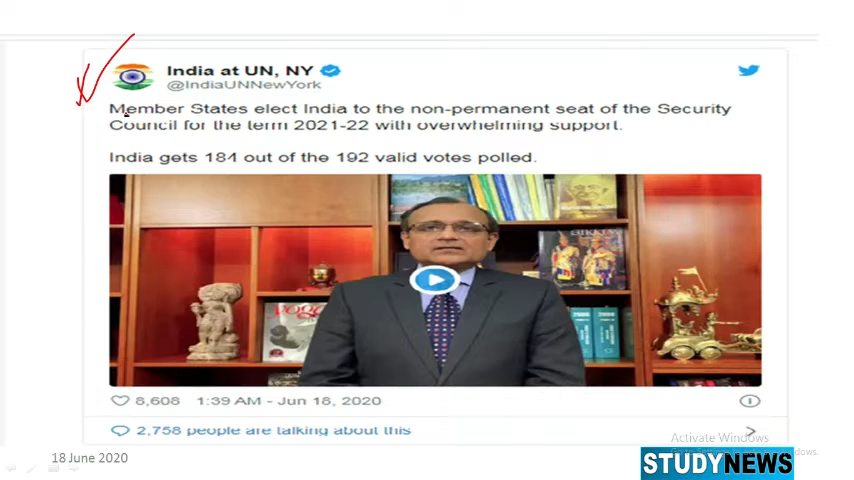 India at UN, NY
@IndiaUNNewYork
Member States elect India to the non-permanent seat of the Security
Council for the term 2021-22 with overwhelming support.
India gets 184 out of the 192 valid votes polled.
8,608 1:39 AM - Jun 18, 2020
2,758 people are talking about this
Activate Windows
18 June 2020
STUDYNEWS